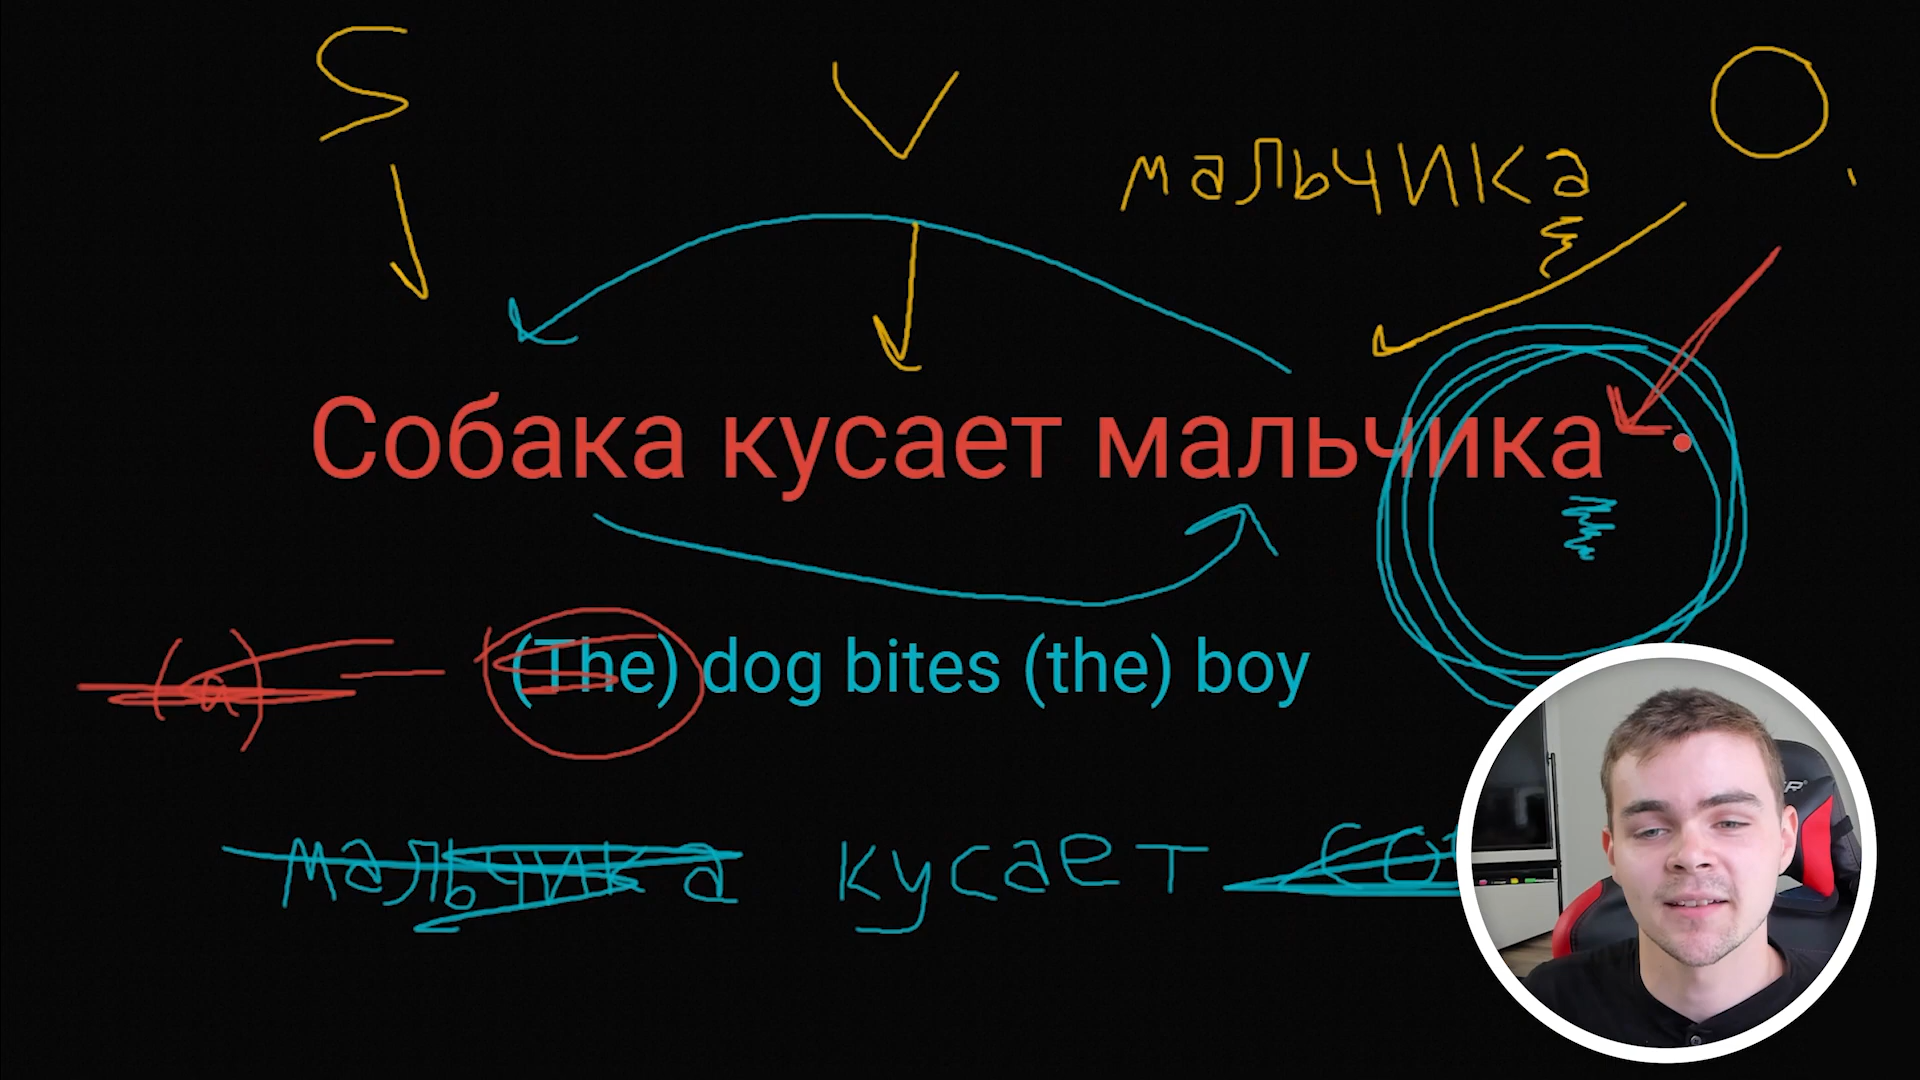 S V O
мальчика
Собака кусает мальчика
(a) (The) dog bites (the) boy
мальчика кусает